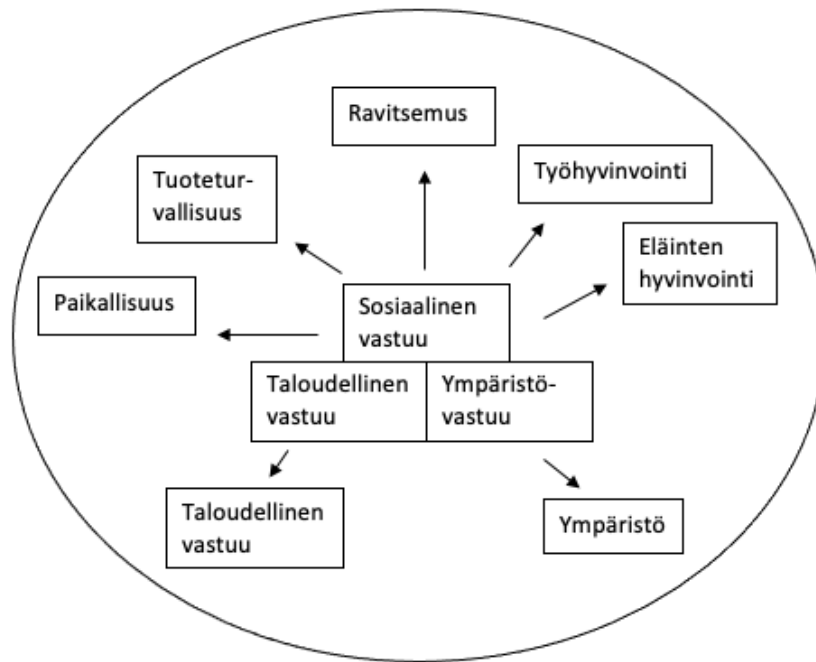 Ravitsemus
Tuotetur-
vallisuus
Työhyvinvointi
Eläinten
hyvinvointi
Paikallisuus
Sosiaalinen
vastuu
Taloudellinen
vastuu
Ympäristö-
vastuu
Taloudellinen
vastuu
Ympäristö